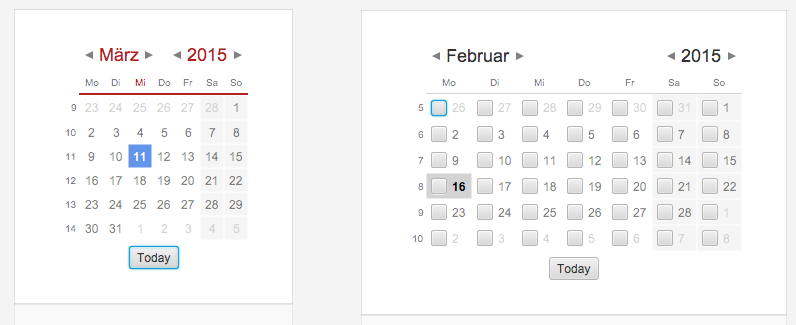 März 2015
Mo Di Mi Do Fr Sa So
9 23 24 25 26 27 28 1
10 2 3 4 5 6 7 8
11 9 10 11 12 13 14 15
12 16 17 18 19 20 21 22
13 23 24 25 26 27 28 29
14 30 31 1 2 3 4 5
Today
Februar 2015
Mo Di Mi Do Fr Sa So
5 26 27 28 29 30 31 1
6 2 3 4 5 6 7 8
7 9 10 11 12 13 14 15
8 16 17 18 19 20 21 22
9 23 24 25 26 27 28 1
10 2 3 4 5 6 7 8
Today